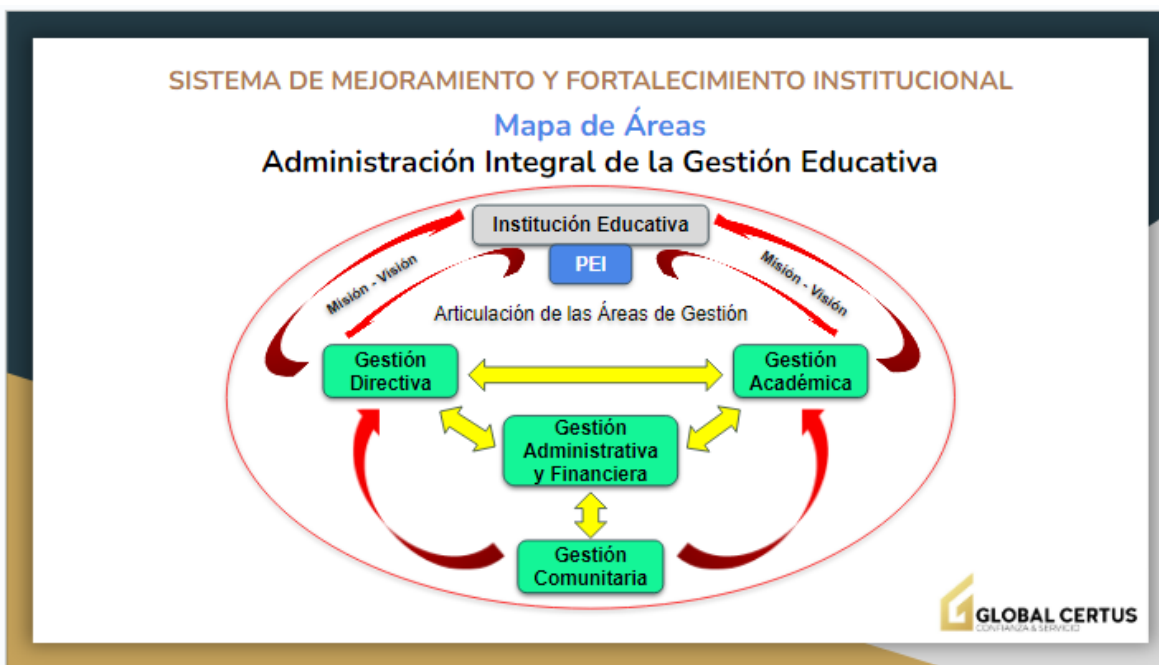 SISTEMA DE MEJORAMIENTO Y FORTALECIMIENTO INSTITUCIONAL
Mapa de Áreas
Administración Integral de la Gestión Educativa
Institución Educativa
PEI
Misión - Visión
Misión - Visión
Articulación de las Áreas de Gestión
Gestión
Directiva
Gestión
Académica
Gestión
Administrativa
y Financiera
Gestión
Comunitaria
GLOBAL CERTUS
CONFIANZA & SERVICIO